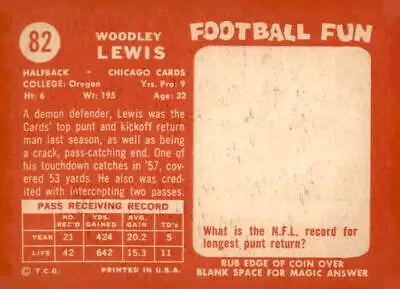 82
WOODLEY
LEWIS
HALFBACK • CHICAGO CARDS
COLLEGE: Oregon Yrs. Pro: 9
Ht: 6 Wt: 195 Age: 32
A demon defender, Lewis was the
Cards' top punt and kickoff return
man last season, as well as being
a crack, pass-catching end. One of
his touchdown catches in '57, cov-
ered 53 yards. He also was cred-
ited with intercepting two passes.
PASS RECEIVING RECORD
NO. REC'D YDS. GAINED AVG. GAIN TD's
YEAR 21 424 20.2 5
LIFE 42 642 15.3 11
© T.C.G. PRINTED IN U.S.A.
FOOTBALL FUN
What is the N.F.L. record for
longest punt return?
RUB EDGE OF COIN OVER
BLANK SPACE FOR MAGIC ANSWER